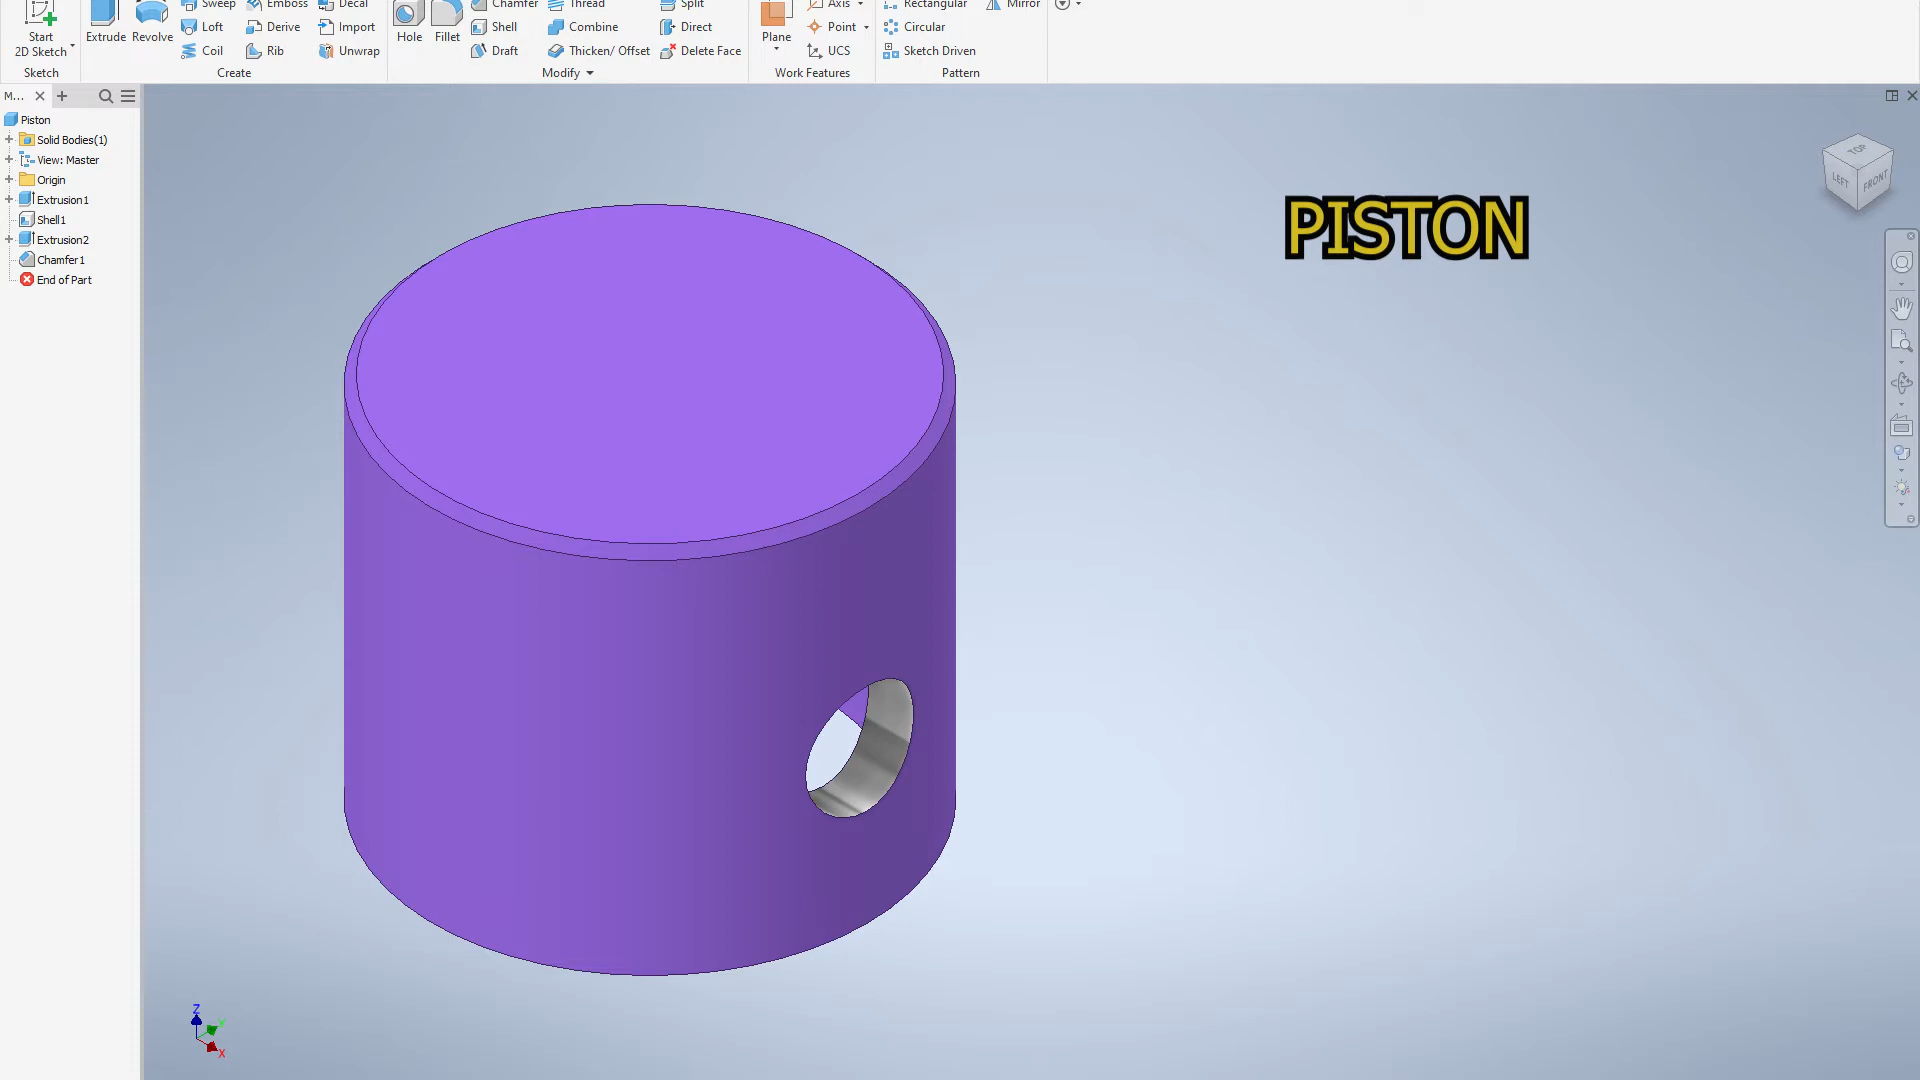 Sweep Emboss Decal Chamfer Thread Split Axis Rectangular Mirror
Start
2D Sketch
Extrude Revolve
Loft Derive Import
Hole Fillet
Shell Combine Direct
Plane
Point
Circular
Coil Rib Unwrap
Draft Thicken/ Offset Delete Face
UCS
Sketch Driven
Sketch Create Modify Work Features Pattern
M...
Piston
Solid Bodies(1)
View: Master
Origin
Extrusion1
Shell1
Extrusion2
Chamfer1
End of Part
PISTON
TOP
LEFT FRONT
Z
Y
X